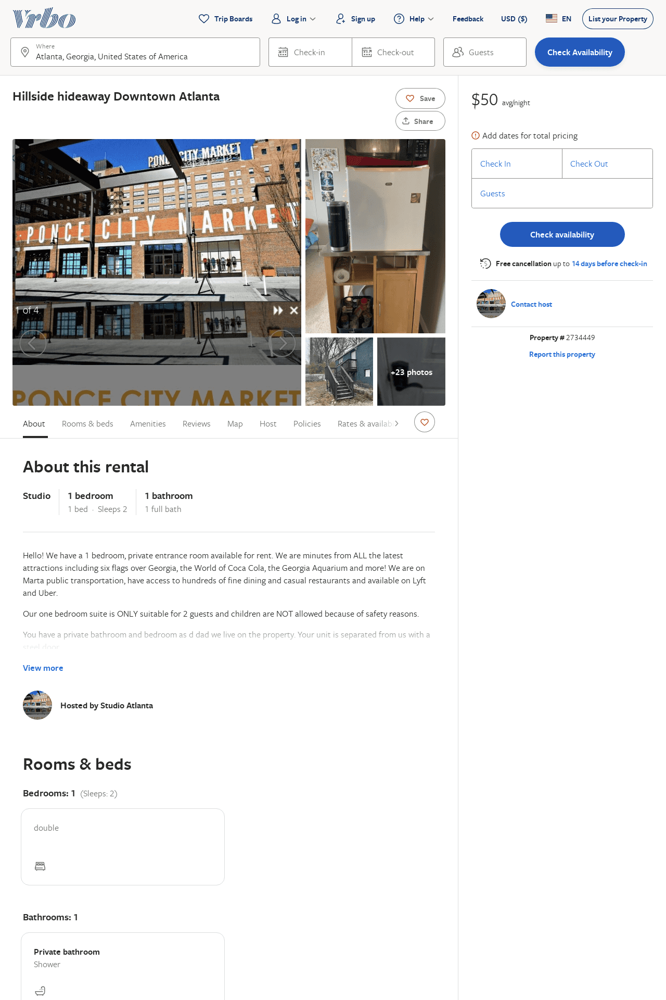 Vrbo
Trip Boards
Log in
Sign up
Help
Feedback
USD ($)
EN
List your Property
Where
Atlanta, Georgia, United States of America
Check-in
Check-out
Guests
Check Availability
Hillside hideaway Downtown Atlanta
Save
Share
PONCE CITY MARKET
PONCE CITY MARKET
1 of 4
PONCE CITY MARKET
+23 photos
$50 avg/night
Add dates for total pricing
Check In
Check Out
Guests
Check availability
Free cancellation up to 14 days before check-in
Contact host
Property # 2734449
Report this property
About
Rooms & beds
Amenities
Reviews
Map
Host
Policies
Rates & availab
About this rental
Studio
1 bedroom
1 bed · Sleeps 2
1 bathroom
1 full bath
Hello! We have a 1 bedroom, private entrance room available for rent. We are minutes from ALL the latest
attractions including six flags over Georgia, the World of Coca Cola, the Georgia Aquarium and more! We are on
Marta public transportation, have access to hundreds of fine dining and casual restaurants and available on Lyft
and Uber.
Our one bedroom suite is ONLY suitable for 2 guests and children are NOT allowed because of safety reasons.
You have a private bathroom and bedroom as d dad we live on the property. Your unit is separated from us with a
steel door
View more
Hosted by Studio Atlanta
Rooms & beds
Bedrooms: 1 (Sleeps: 2)
double
Bathrooms: 1
Private bathroom
Shower